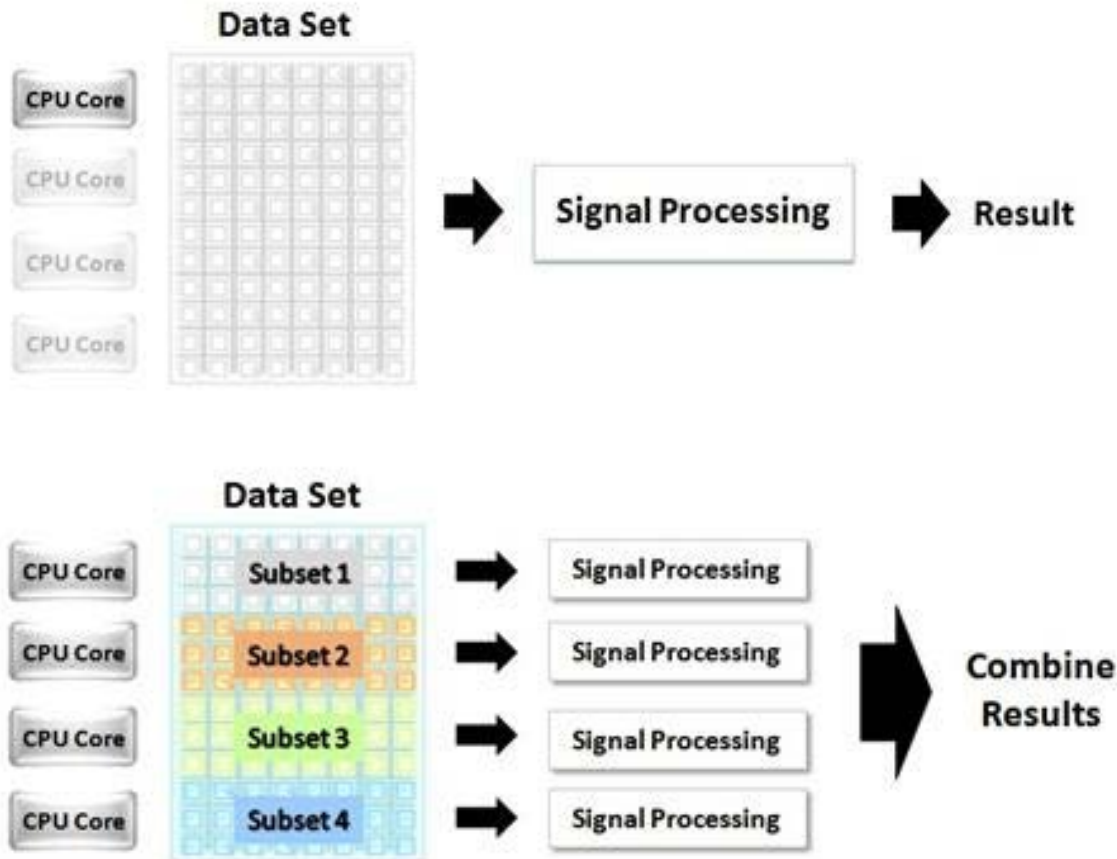 Data Set
CPU Core
CPU Core
CPU Core
CPU Core
Signal Processing
Result
Data Set
CPU Core
Subset 1
Signal Processing
CPU Core
Subset 2
Signal Processing
CPU Core
Subset 3
Signal Processing
CPU Core
Subset 4
Signal Processing
Combine
Results